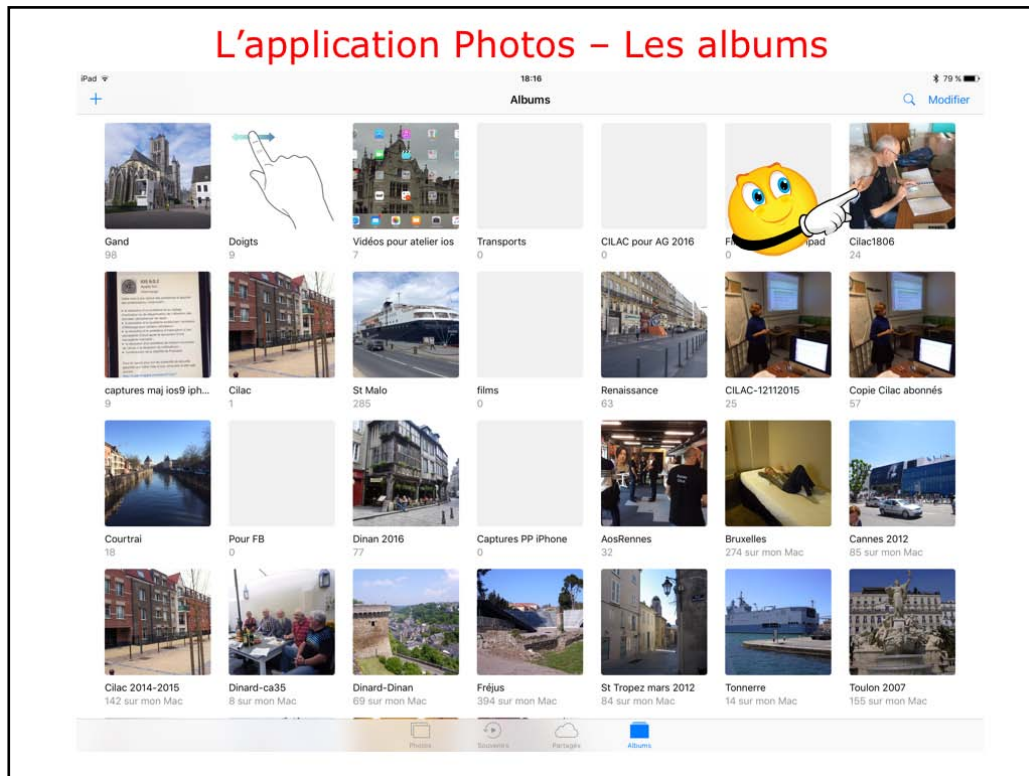 L'application Photos – Les albums
iPad 18:16 79 %
+ Albums Modifier
Gand Doigts Vidéos pour atelier ios Transports CILAC pour AG 2016 ipad Cilac1806
98 9 7 0 0 0 24
captures maj ios9 iph... Cilac St Malo films Renaissance CILAC-12112015 Copie Cilac abonnés
9 1 285 0 63 25 57
Courtrai Pour FB Dinan 2016 Captures PP iPhone AosRennes Bruxelles Cannes 2012
18 0 77 0 32 274 sur mon Mac 85 sur mon Mac
Cilac 2014-2015 Dinard-ca35 Dinard-Dinan Fréjus St Tropez mars 2012 Tonnerre Toulon 2007
142 sur mon Mac 8 sur mon Mac 69 sur mon Mac 394 sur mon Mac 84 sur mon Mac 14 sur mon Mac 155 sur mon Mac
Photos Souvenirs Partagés Albums